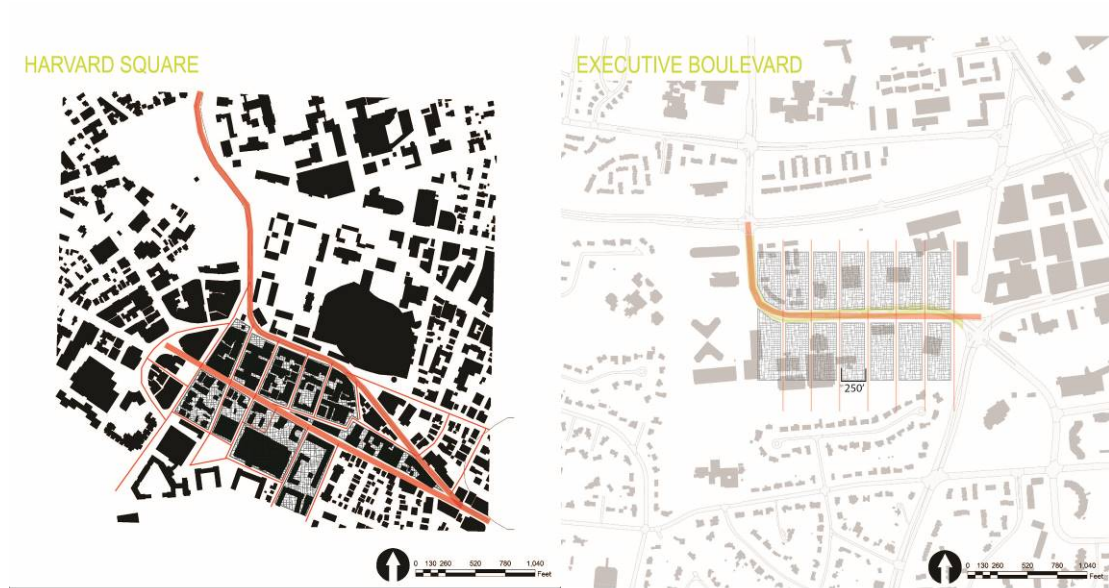 HARVARD SQUARE
EXECUTIVE BOULEVARD
250'
0 130 260 520 780 1,040
Feet
0 130 260 520 780 1,040
Feet